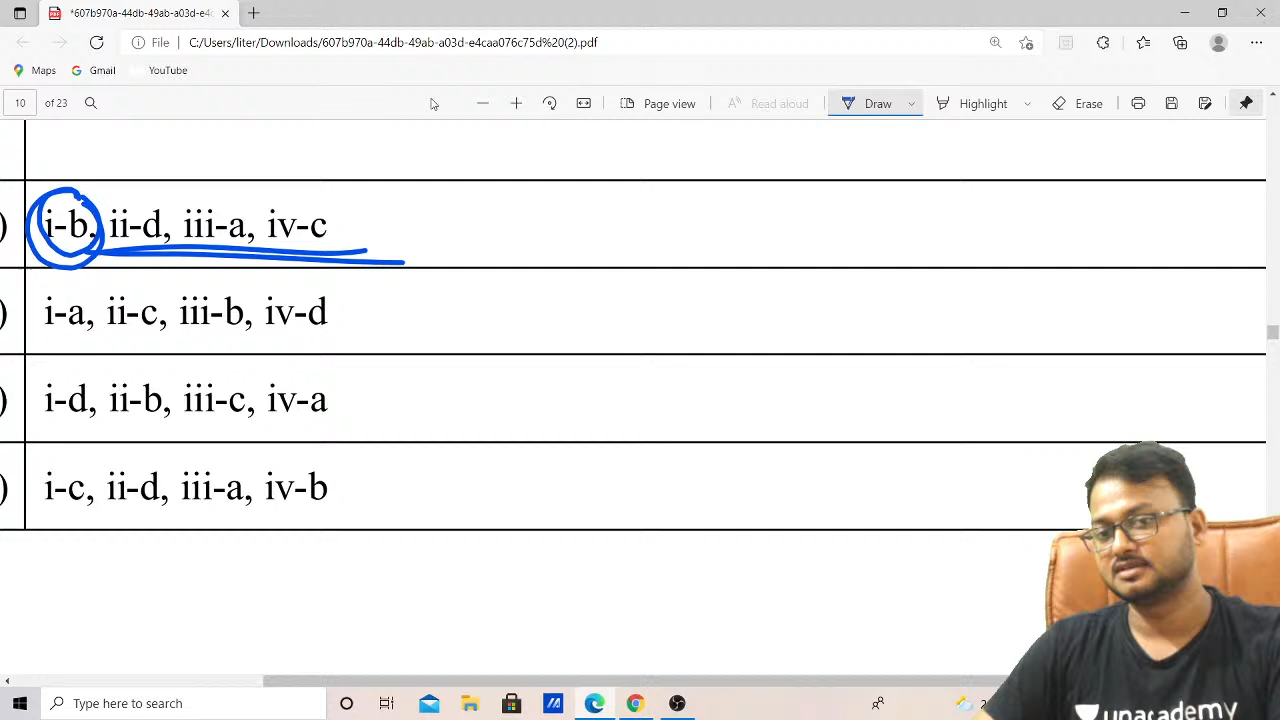 *607b970a-44db-49ab-a03d-e4c
File
C:/Users/liter/Downloads/607b970a-44db-49ab-a03d-e4caa076c75d%20(2).pdf
Maps
Gmail
YouTube
10
of 23
Page view
Read aloud
Draw
Highlight
Erase
) i-b, ii-d, iii-a, iv-c
) i-a, ii-c, iii-b, iv-d
) i-d, ii-b, iii-c, iv-a
) i-c, ii-d, iii-a, iv-b
unacademy
Type here to search